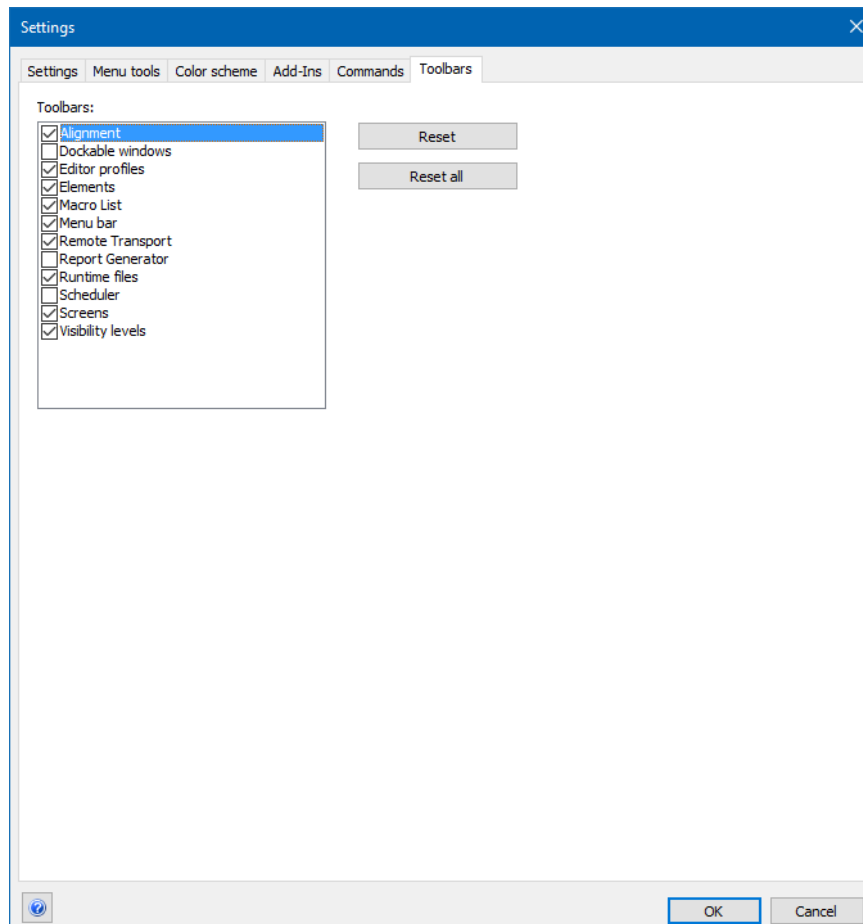 Settings
Settings Menu tools Color scheme Add-Ins Commands Toolbars
Toolbars:
Alignment
Dockable windows
Editor profiles
Elements
Macro List
Menu bar
Remote Transport
Report Generator
Runtime files
Scheduler
Screens
Visibility levels
Reset
Reset all
OK Cancel